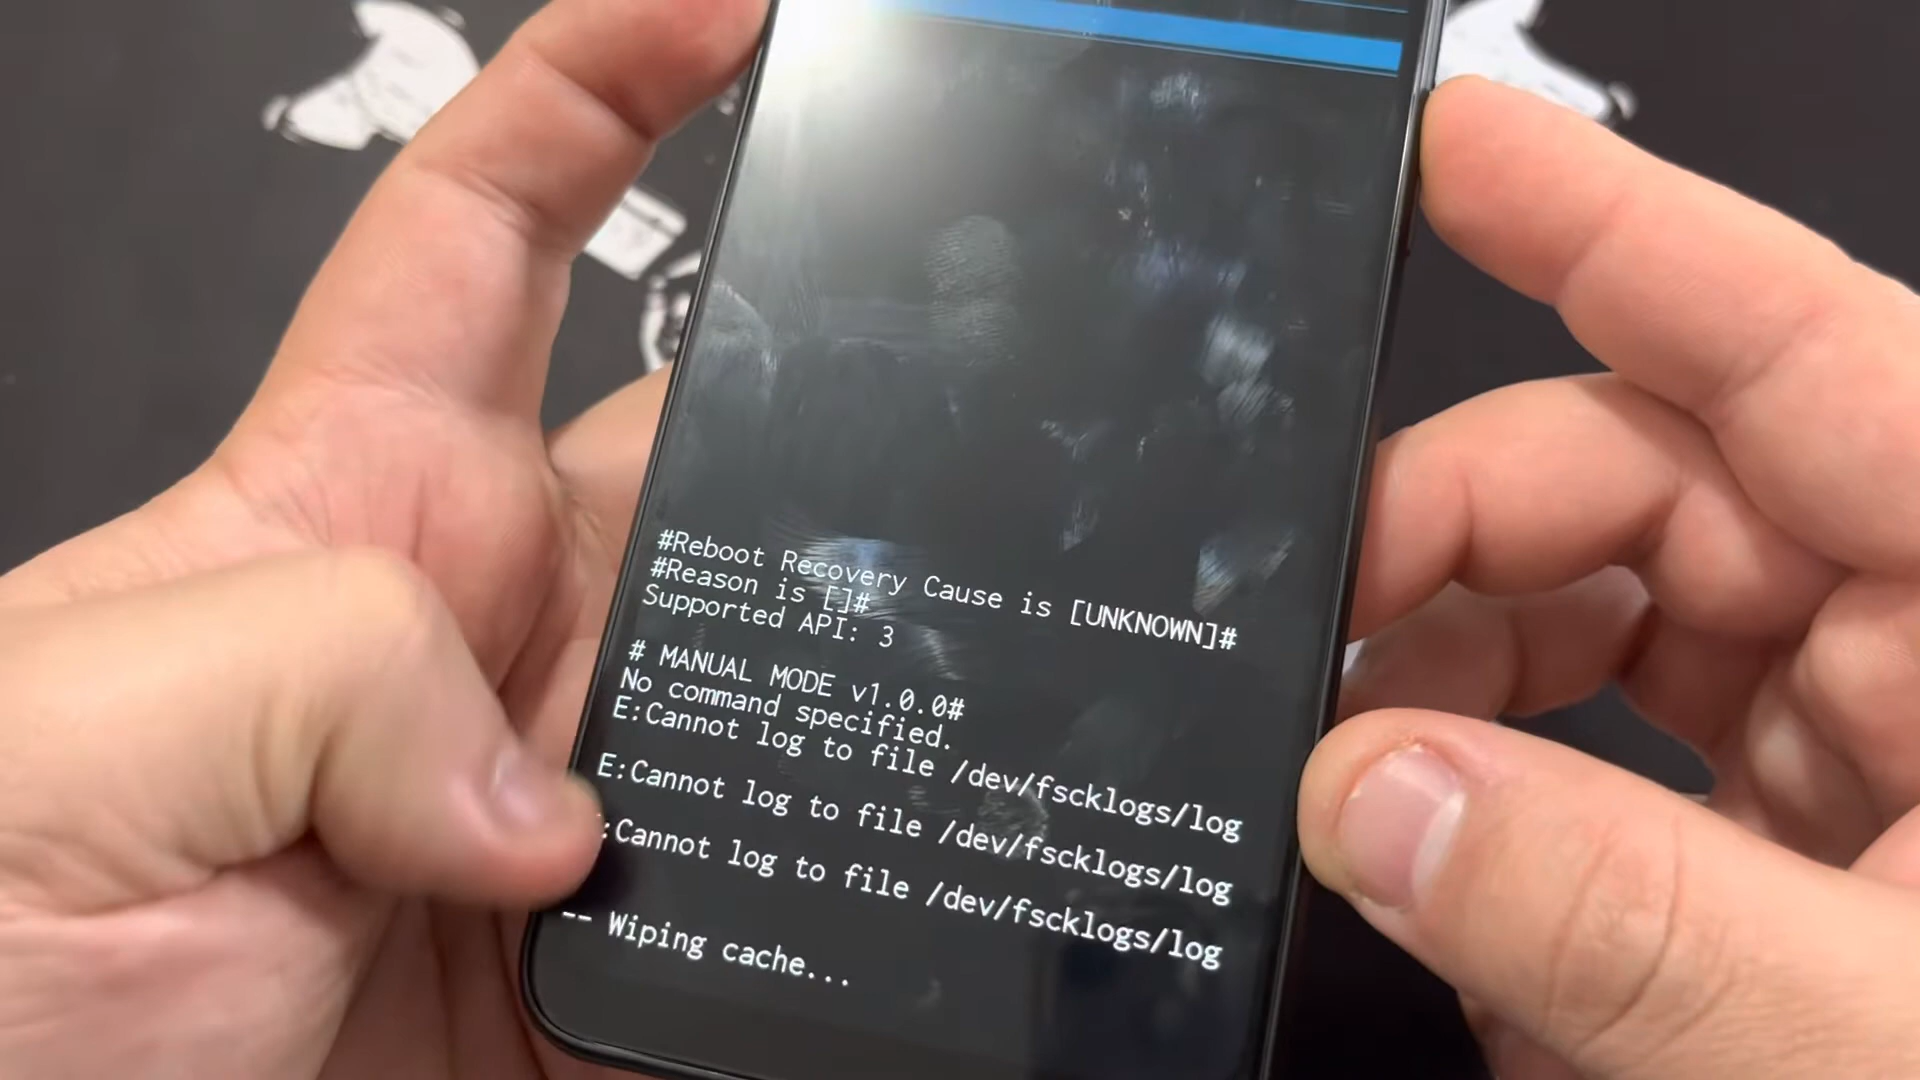 #Reboot Recovery Cause is [UNKNOWN]#
#Reason is []#
Supported API: 3
# MANUAL MODE v1.0.0#
No command specified.
E:Cannot log to file /dev/fscklogs/log
E:Cannot log to file /dev/fscklogs/log
:Cannot log to file /dev/fscklogs/log
-- Wiping cache...